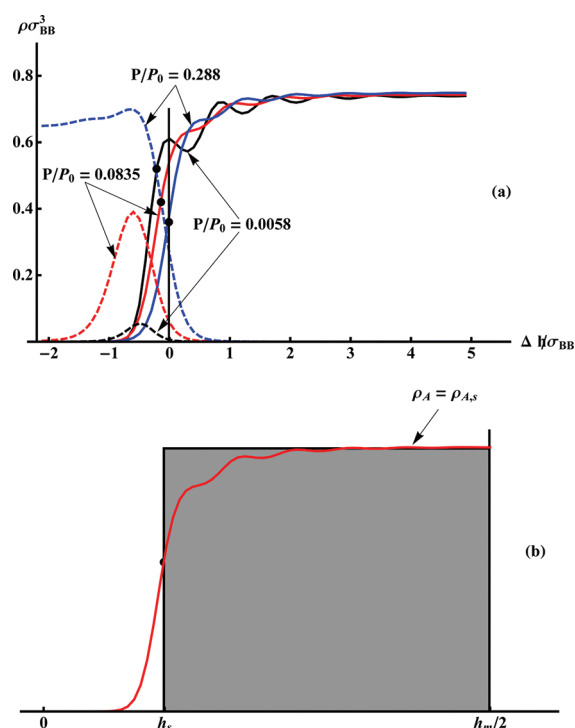 ρσ³BB
0.8
P/P₀ = 0.288
0.6
(a)
P/P₀ = 0.0835
P/P₀ = 0.0058
0.4
0.2
−2 −1 0 1 2 3 4 5
ρA = ρA,s
(b)
0 hs hm/2